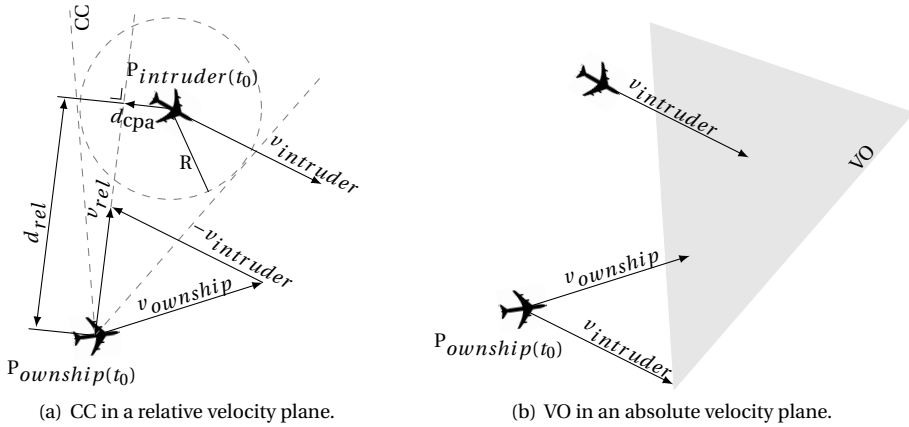 CC
P_intruder(t_0)
d_cpa
R
v_intruder
d_rel
v_rel
−v_intruder
v_ownship
P_ownship(t_0)
(a) CC in a relative velocity plane.
v_intruder
VO
v_ownship
P_ownship(t_0)
v_intruder
(b) VO in an absolute velocity plane.